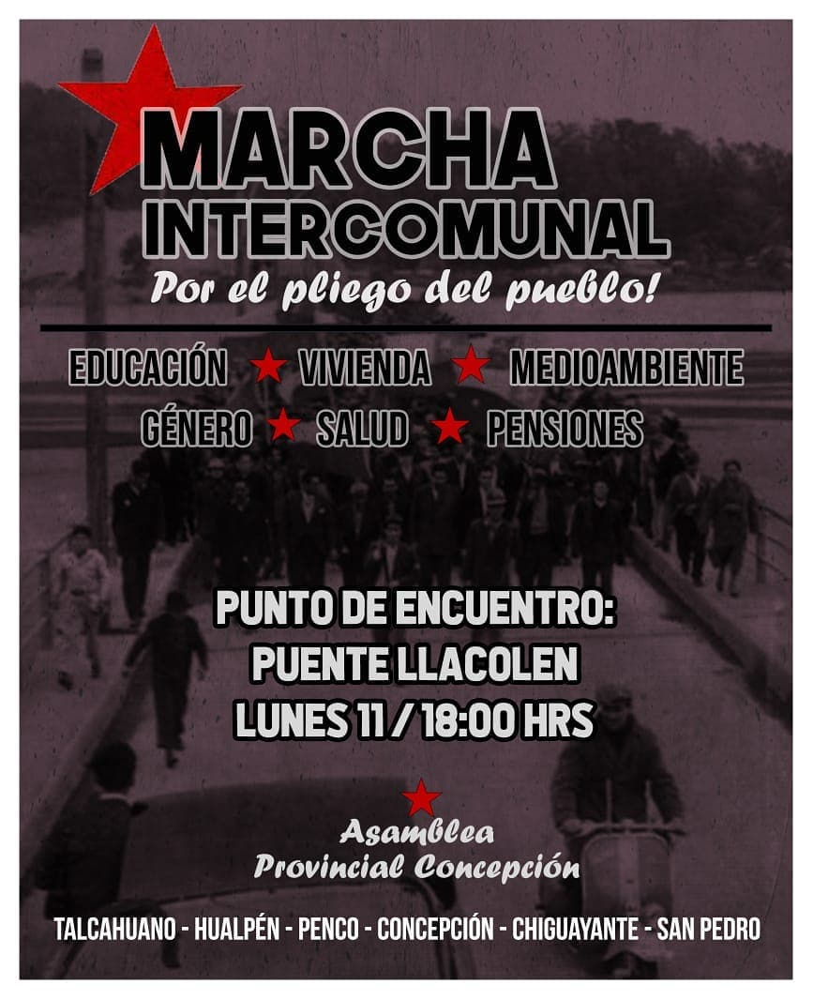 MARCHA
INTERCOMUNAL
Por el pliego del pueblo!
EDUCACIÓN ★ VIVIENDA ★ MEDIOAMBIENTE
GÉNERO ★ SALUD ★ PENSIONES
PUNTO DE ENCUENTRO:
PUENTE LLACOLEN
LUNES 11 / 18:00 HRS
Asamblea
Provincial Concepción
TALCAHUANO - HUALPÉN - PENCO - CONCEPCIÓN - CHIGUAYANTE - SAN PEDRO